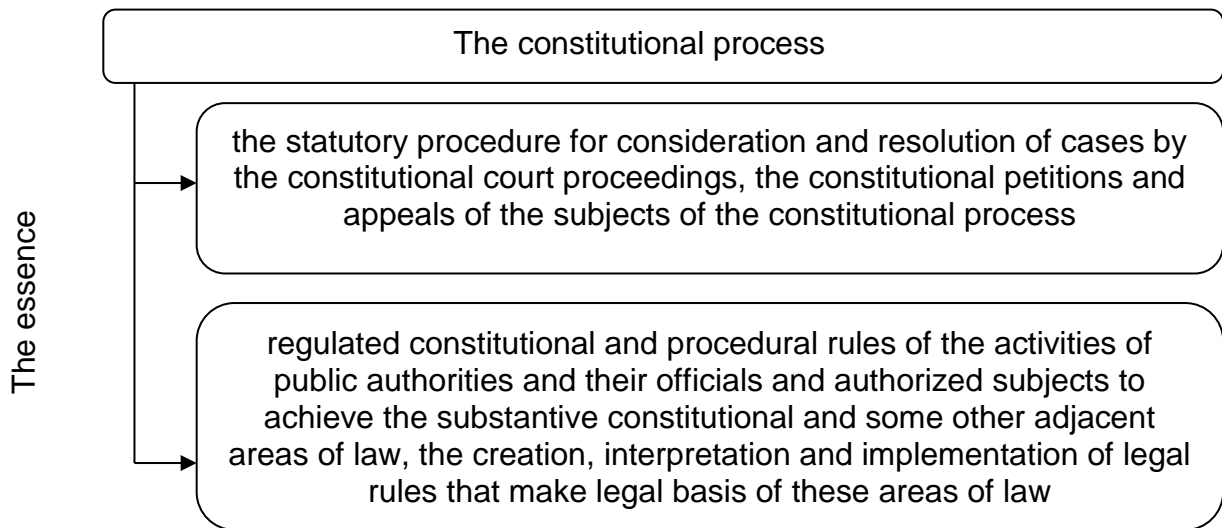 The constitutional process
The essence
the statutory procedure for consideration and resolution of cases by
the constitutional court proceedings, the constitutional petitions and
appeals of the subjects of the constitutional process
regulated constitutional and procedural rules of the activities of
public authorities and their officials and authorized subjects to
achieve the substantive constitutional and some other adjacent
areas of law, the creation, interpretation and implementation of legal
rules that make legal basis of these areas of law